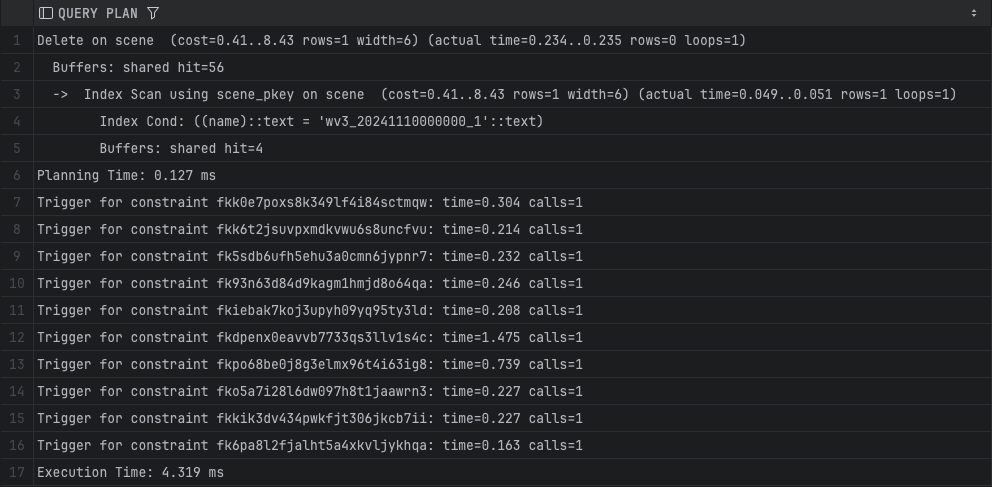 QUERY PLAN
1 Delete on scene  (cost=0.41..8.43 rows=1 width=6) (actual time=0.234..0.235 rows=0 loops=1)
2   Buffers: shared hit=56
3   ->  Index Scan using scene_pkey on scene  (cost=0.41..8.43 rows=1 width=6) (actual time=0.049..0.051 rows=1 loops=1)
4         Index Cond: ((name)::text = 'wv3_20241110000000_1'::text)
5         Buffers: shared hit=4
6 Planning Time: 0.127 ms
7 Trigger for constraint fkk0e7poxs8k349lf4i84sctmqw: time=0.304 calls=1
8 Trigger for constraint fkk6t2jsuvpxmdkvwu6s8uncfvu: time=0.214 calls=1
9 Trigger for constraint fk5sdb6ufh5ehu3a0cmn6jypnr7: time=0.232 calls=1
10 Trigger for constraint fk93n63d84d9kagm1hmjd8o64qa: time=0.246 calls=1
11 Trigger for constraint fkiebak7koj3upyh09yq95ty3ld: time=0.208 calls=1
12 Trigger for constraint fkdpenx0eavvb7733qs3llv1s4c: time=1.475 calls=1
13 Trigger for constraint fkpo68be0j8g3elmx96t4i63ig8: time=0.739 calls=1
14 Trigger for constraint fko5a7i28l6dw097h8t1jaawrn3: time=0.227 calls=1
15 Trigger for constraint fkkik3dv434pwkfjt306jkcb7ii: time=0.227 calls=1
16 Trigger for constraint fk6pa8l2fjalht5a4xkvljykhqa: time=0.163 calls=1
17 Execution Time: 4.319 ms